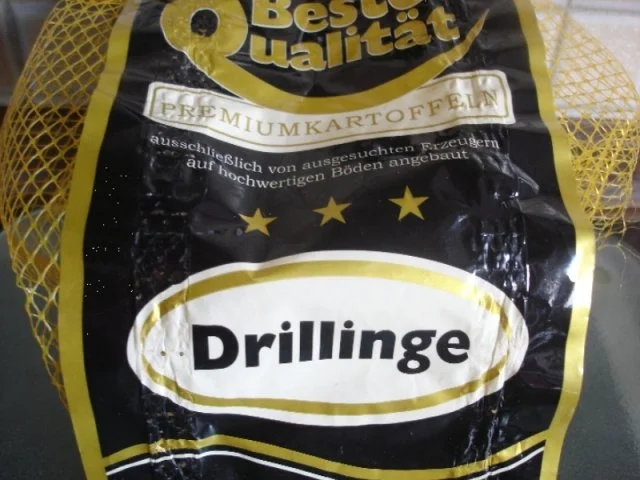 Beste
Qualität
PREMIUMKARTOFFELN
ausschließlich von ausgesuchten Erzeugern
auf hochwertigen Böden angebaut
Drillinge